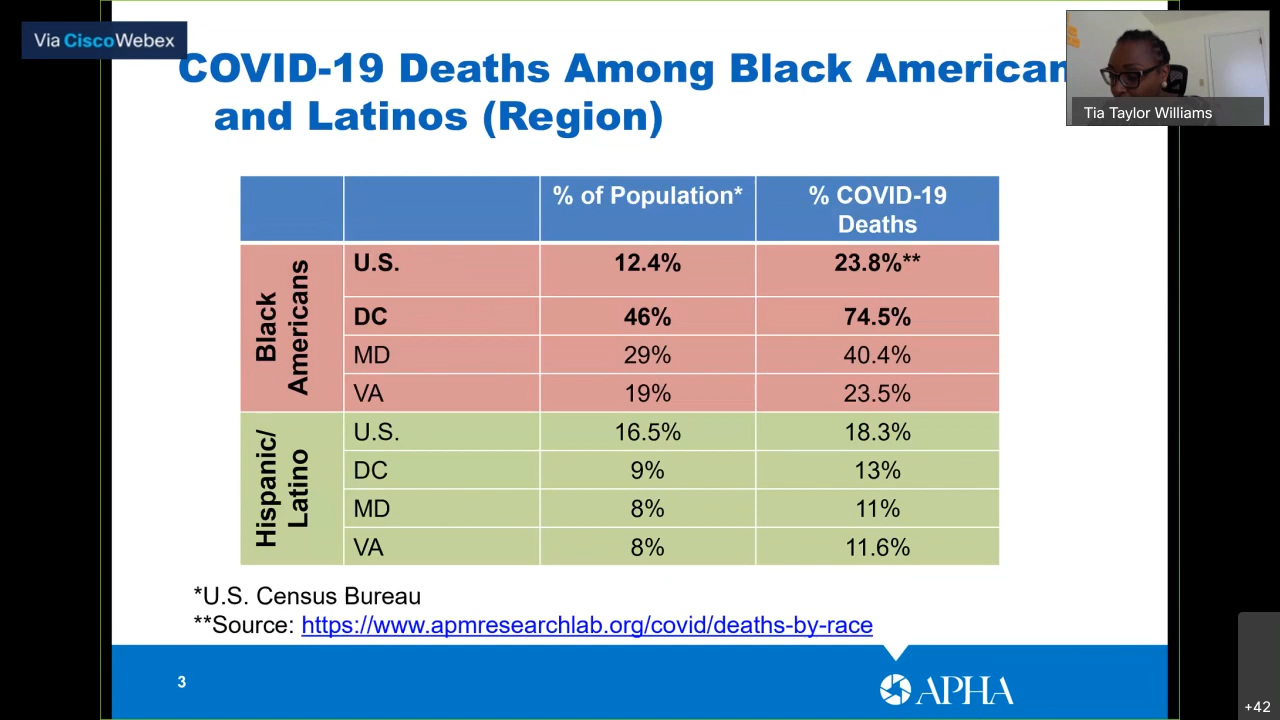 Via CiscoWebex
COVID-19 Deaths Among Black American
and Latinos (Region)
Tia Taylor Williams
% of Population* % COVID-19
Deaths
Black
Americans
U.S. 12.4% 23.8%**
DC 46% 74.5%
MD 29% 40.4%
VA 19% 23.5%
Hispanic/
Latino
U.S. 16.5% 18.3%
DC 9% 13%
MD 8% 11%
VA 8% 11.6%
*U.S. Census Bureau
**Source: https://www.apmresearchlab.org/covid/deaths-by-race
3
APHA
+42